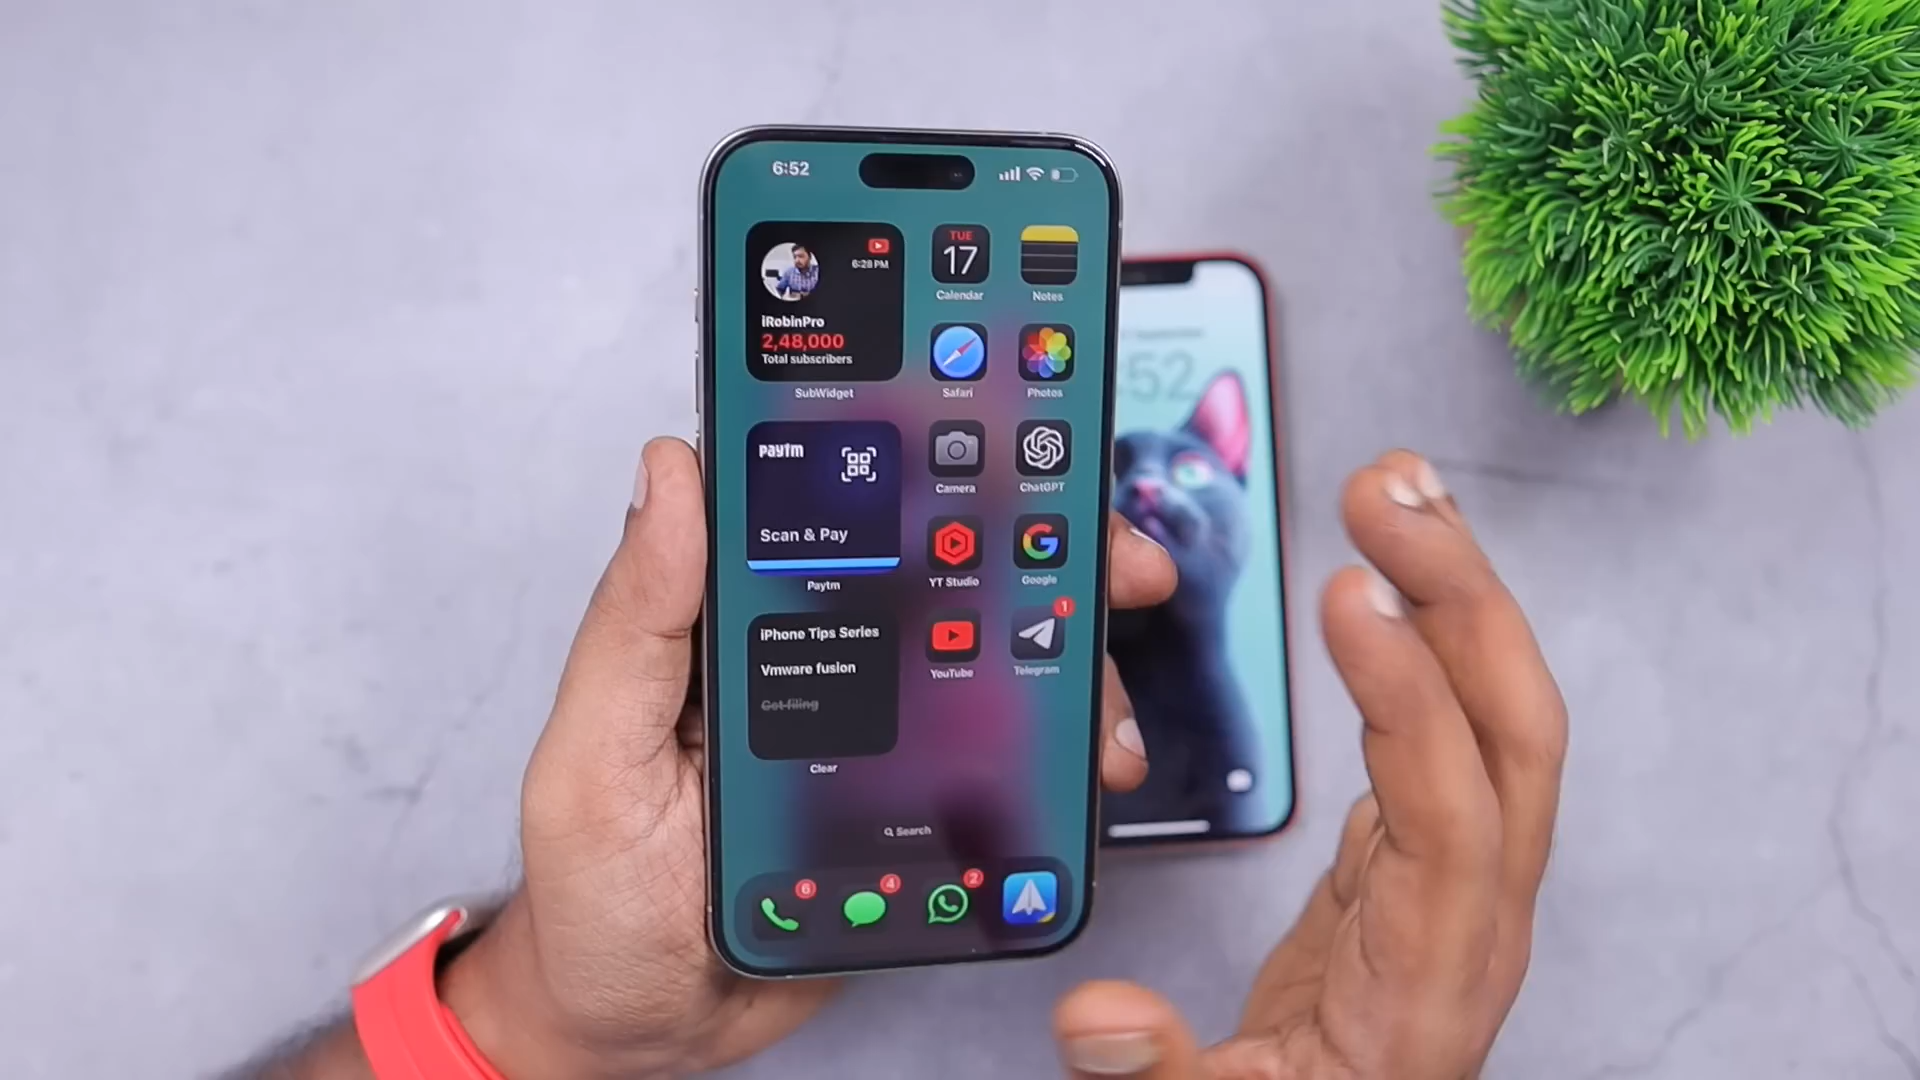 6:52
6:28 PM
iRobinPro
2,48,000
Total subscribers
SubWidget
TUE
17
Calendar
Notes
Safari
Photos
paytm
Scan & Pay
Paytm
Camera
ChatGPT
YT Studio
Google
iPhone Tips Series
Vmware fusion
Clear
YouTube
1
Telegram
Search
6
4
2
September
:52